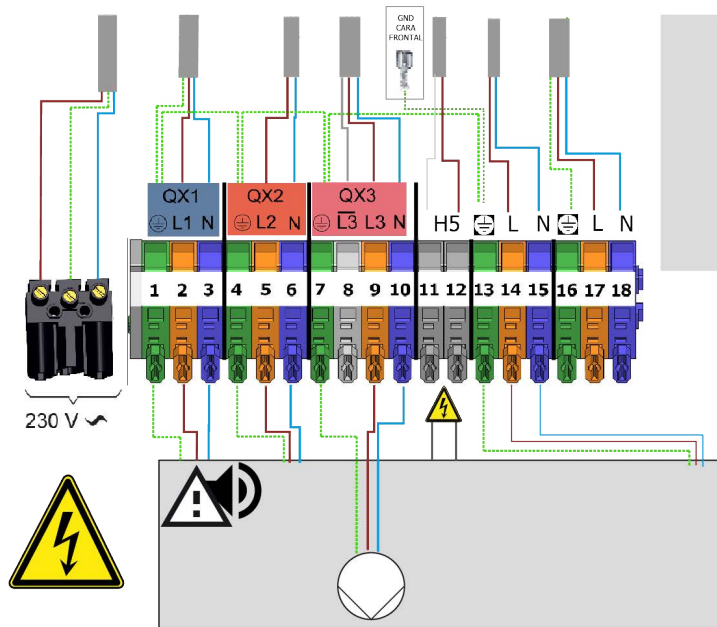 GND
CARA
FRONTAL
QX1
QX2
QX3
L1 N
L2 N
L3 L3 N
H5
L N
L N
1 2 3 4 5 6 7 8 9 10 11 12 13 14 15 16 17 18
230 V